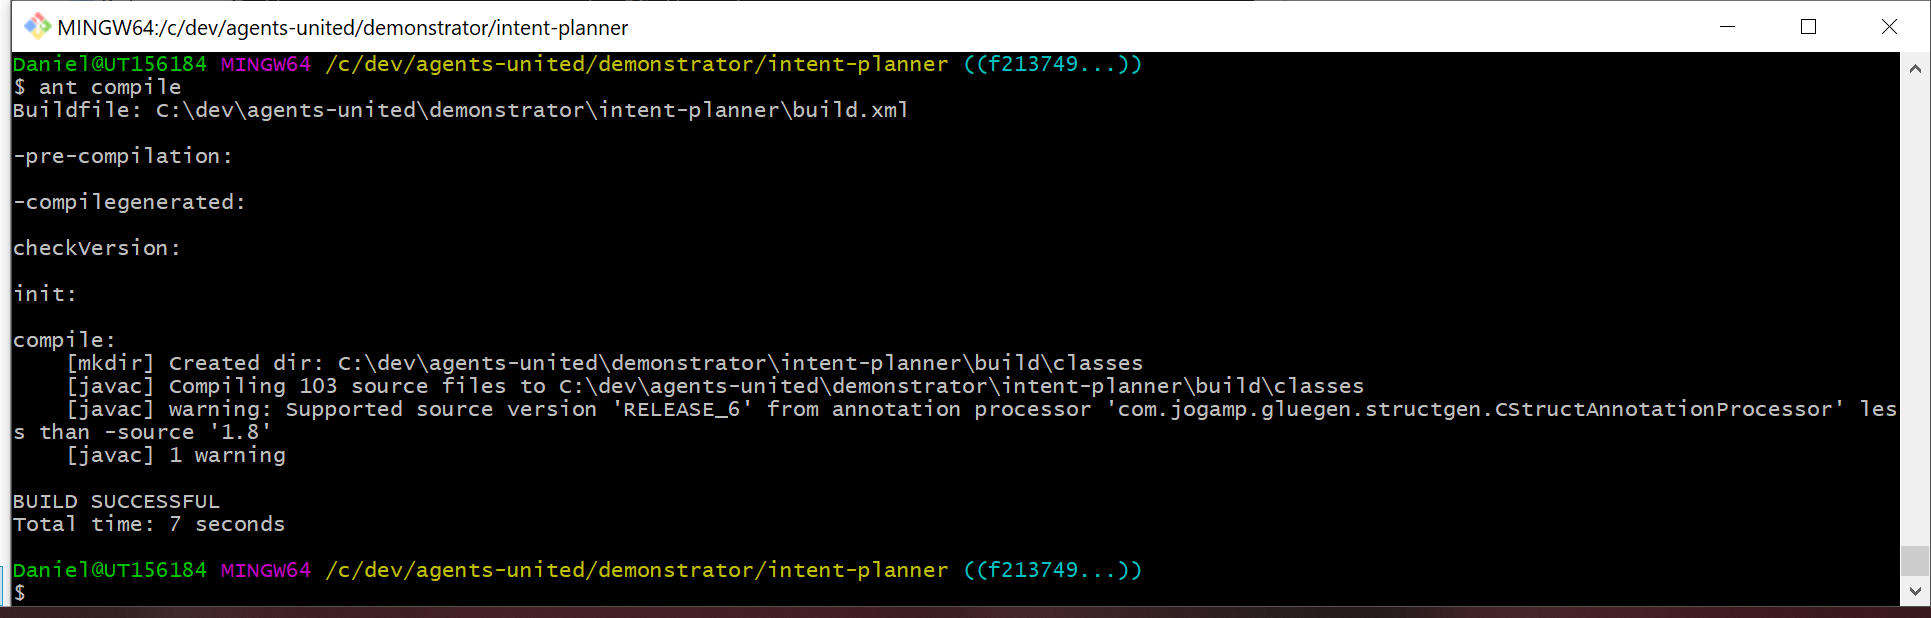 MINGW64:/c/dev/agents-united/demonstrator/intent-planner
Daniel@UT156184 MINGW64 /c/dev/agents-united/demonstrator/intent-planner ((f213749...))
$ ant compile
Buildfile: C:\dev\agents-united\demonstrator\intent-planner\build.xml
-pre-compilation:
-compilegenerated:
checkVersion:
init:
compile:
[mkdir] Created dir: C:\dev\agents-united\demonstrator\intent-planner\build\classes
[javac] Compiling 103 source files to C:\dev\agents-united\demonstrator\intent-planner\build\classes
[javac] warning: Supported source version 'RELEASE_6' from annotation processor 'com.jogamp.gluegen.structgen.CStructAnnotationProcessor' les
s than -source '1.8'
[javac] 1 warning
BUILD SUCCESSFUL
Total time: 7 seconds
Daniel@UT156184 MINGW64 /c/dev/agents-united/demonstrator/intent-planner ((f213749...))
$